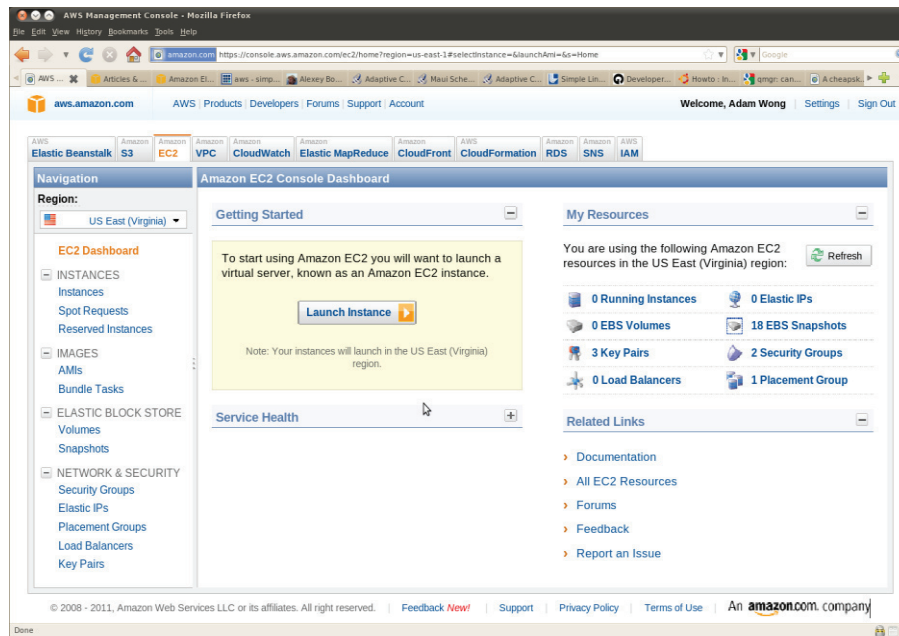 AWS Management Console - Mozilla Firefox
File Edit View History Bookmarks Tools Help
amazon.com https://console.aws.amazon.com/ec2/home?region=us-east-1#selectInstance=&launchAmi=&s=Home
Google
AWS ... Articles & ... Amazon El... aws - simp... Alexey Bo... Adaptive C... Maui Sche... Adaptive C... Simple Lin... Developer... Howto : In... qmgr: can... A cheapsk..
aws.amazon.com AWS Products Developers Forums Support Account Welcome, Adam Wong Settings Sign Out
AWS Elastic Beanstalk
Amazon S3
Amazon EC2
Amazon VPC
Amazon CloudWatch
Amazon Elastic MapReduce
Amazon CloudFront
AWS CloudFormation
Amazon RDS
Amazon SNS
AWS IAM
Navigation
Region:
US East (Virginia)
EC2 Dashboard
INSTANCES
Instances
Spot Requests
Reserved Instances
IMAGES
AMIs
Bundle Tasks
ELASTIC BLOCK STORE
Volumes
Snapshots
NETWORK & SECURITY
Security Groups
Elastic IPs
Placement Groups
Load Balancers
Key Pairs
Amazon EC2 Console Dashboard
Getting Started
To start using Amazon EC2 you will want to launch a
virtual server, known as an Amazon EC2 instance.
Launch Instance
Note: Your instances will launch in the US East (Virginia)
region.
Service Health
My Resources
You are using the following Amazon EC2
resources in the US East (Virginia) region:
Refresh
0 Running Instances 0 Elastic IPs
0 EBS Volumes 18 EBS Snapshots
3 Key Pairs 2 Security Groups
0 Load Balancers 1 Placement Group
Related Links
Documentation
All EC2 Resources
Forums
Feedback
Report an Issue
© 2008 - 2011, Amazon Web Services LLC or its affiliates. All right reserved. Feedback New! Support Privacy Policy Terms of Use An amazon.com. company
Done